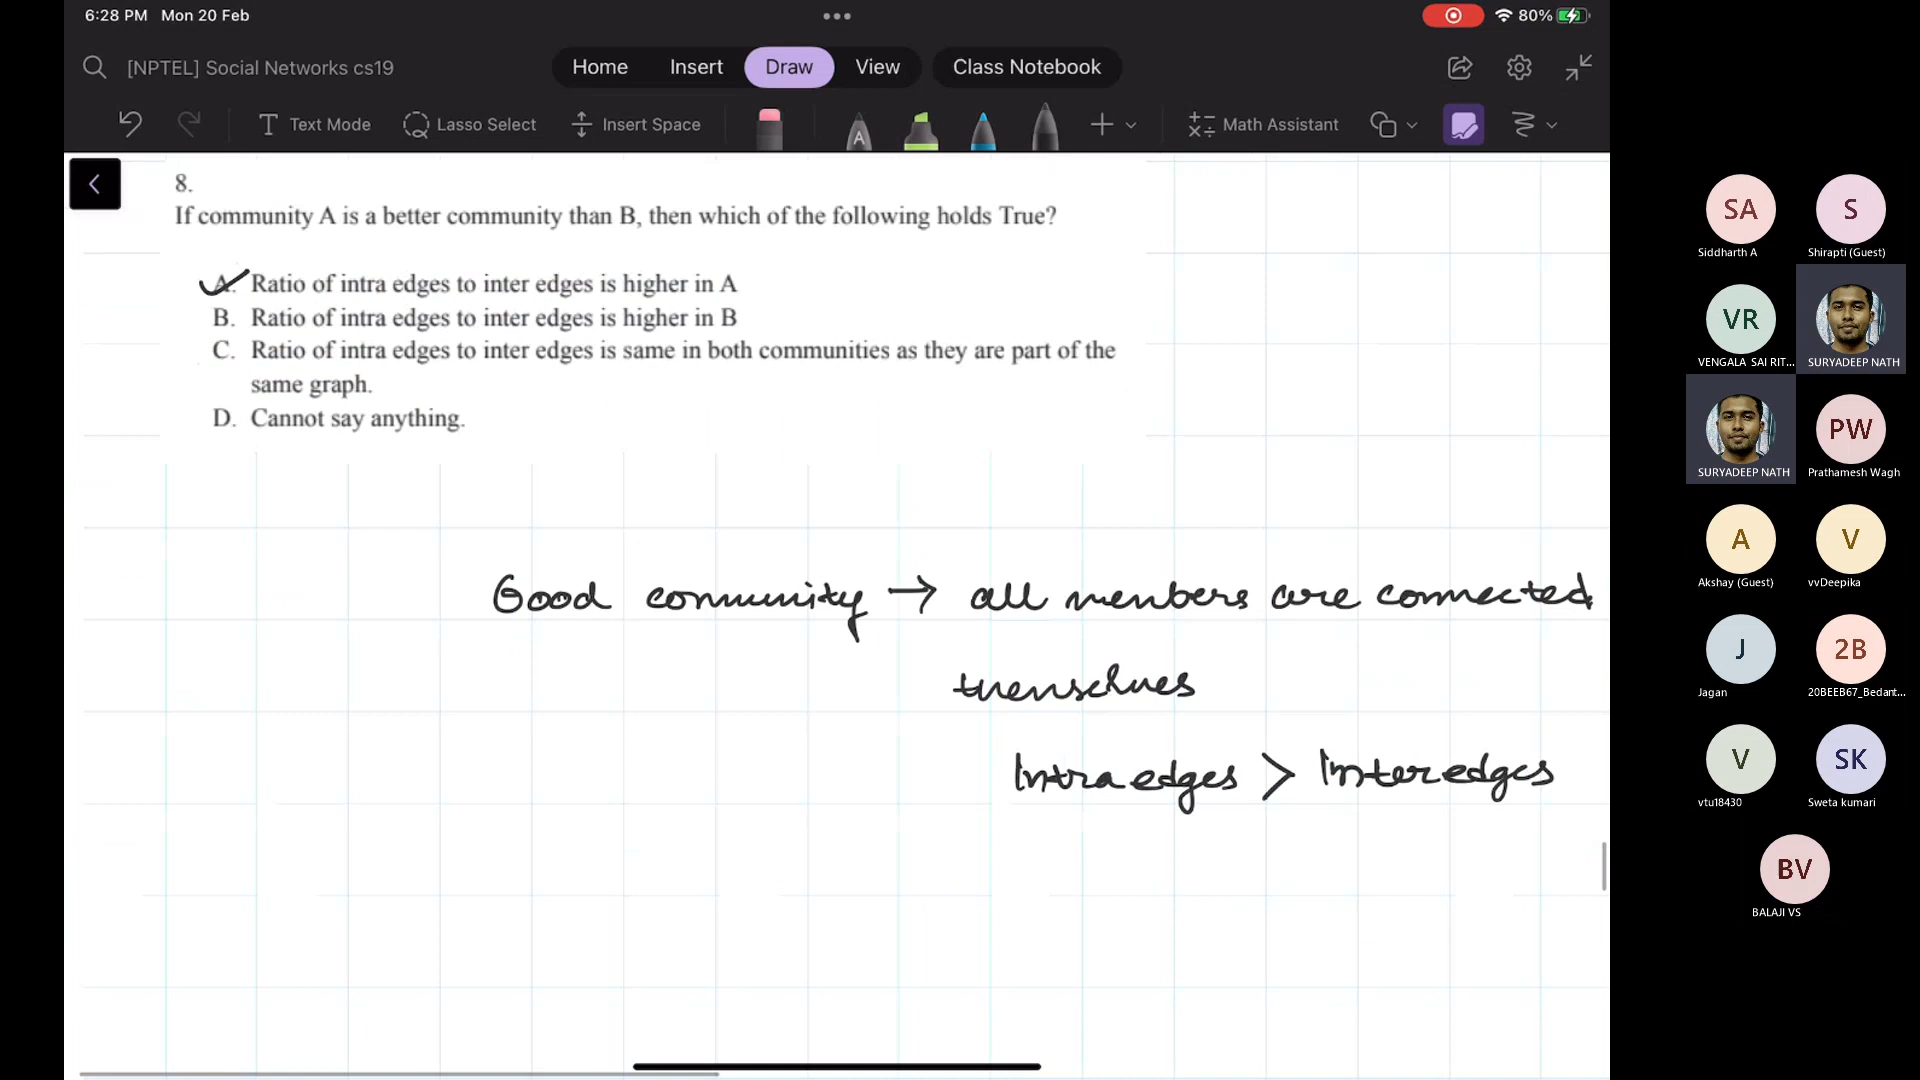 6:28 PM Mon 20 Feb
80%
[NPTEL] Social Networks cs19
Home Insert Draw View Class Notebook
T Text Mode Lasso Select Insert Space A Math Assistant
8.
If community A is a better community than B, then which of the following holds True?
A. Ratio of intra edges to inter edges is higher in A
B. Ratio of intra edges to inter edges is higher in B
C. Ratio of intra edges to inter edges is same in both communities as they are part of the
same graph.
D. Cannot say anything.
Good community → all members are connected
themselves
Intra edges > Inter edges
SA S
Siddharth A Shirapti (Guest)
VR
VENGALA SAI RIT... SURYADEEP NATH
PW
SURYADEEP NATH Prathamesh Wagh
A V
Akshay (Guest) vvDeepika
J 2B
Jagan 20BEEB67_Bedant...
V SK
vtu18430 Sweta kumari
BV
BALAJI VS